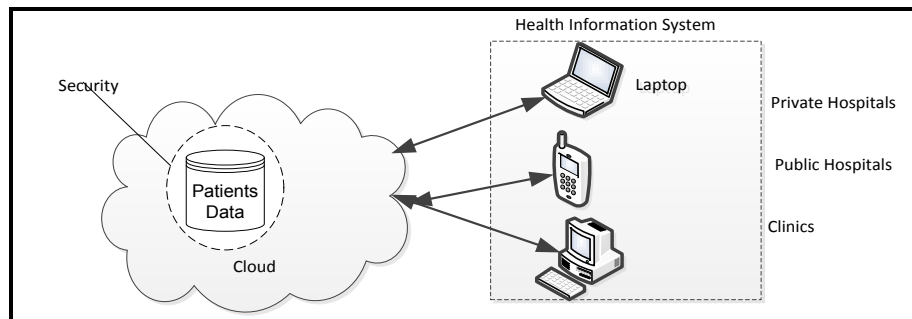 Health Information System
Security
Laptop
Private Hospitals
Public Hospitals
Patients
Data
Clinics
Cloud